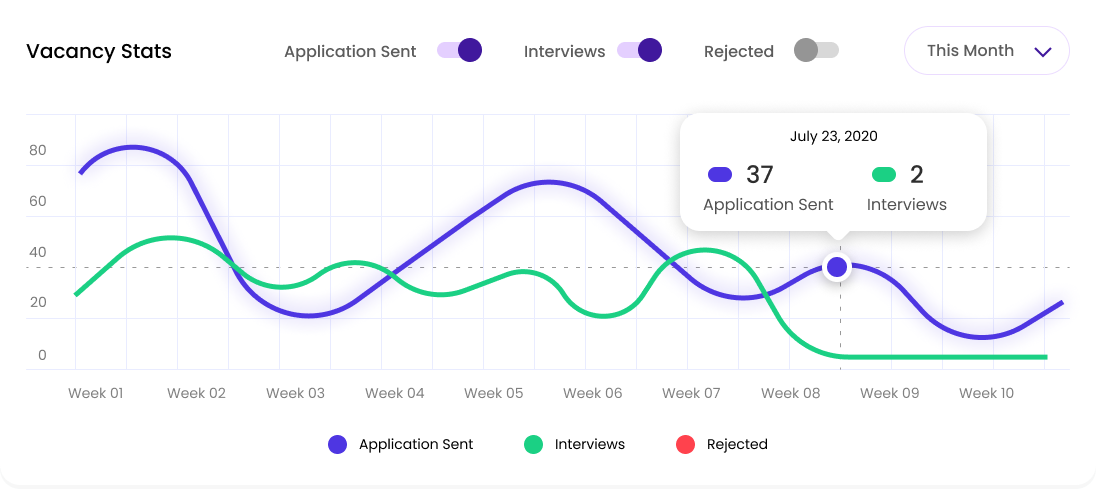 Vacancy Stats
Application Sent
Interviews
Rejected
This Month
July 23, 2020
37 2
Application Sent Interviews
80
60
40
20
0
Week 01 Week 02 Week 03 Week 04 Week 05 Week 06 Week 07 Week 08 Week 09 Week 10
Application Sent Interviews Rejected